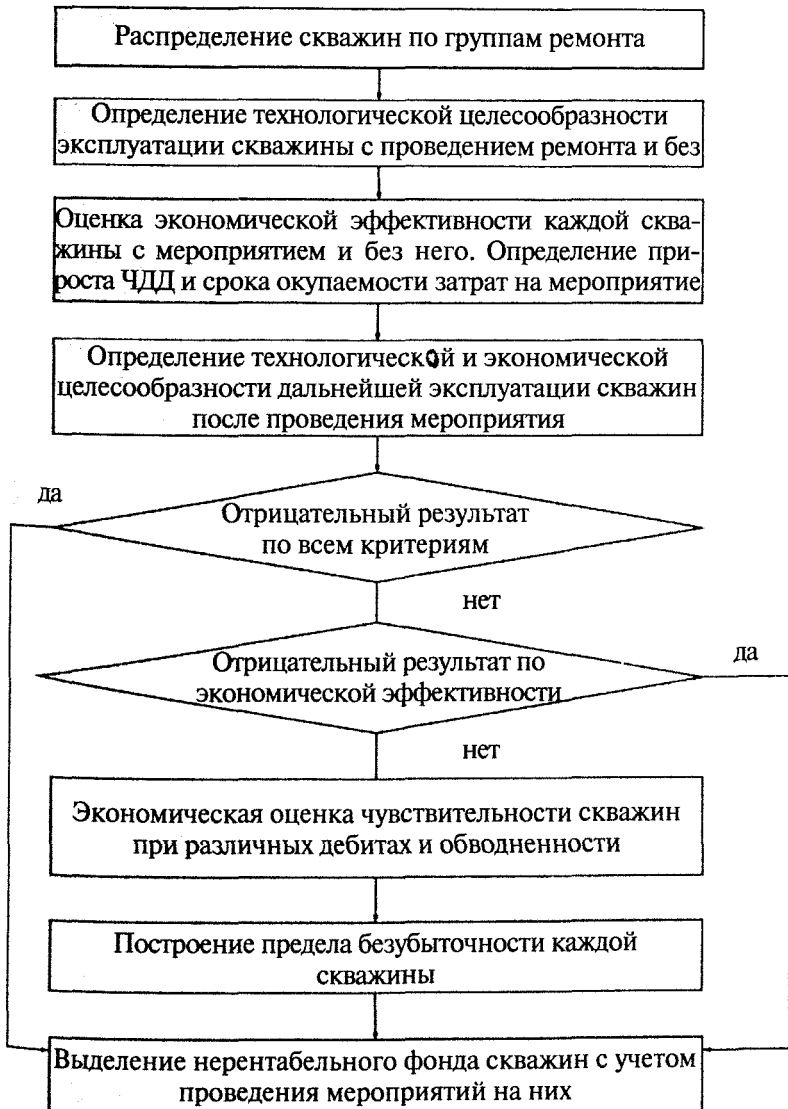 Распределение скважин по группам ремонта
Определение технологической целесообразности
эксплуатации скважины с проведением ремонта и без
Оценка экономической эффективности каждой сква-
жины с мероприятием и без него. Определение при-
роста ЧДД и срока окупаемости затрат на мероприятие
Определение технологической и экономической
целесообразности дальнейшей эксплуатации скважин
после проведения мероприятия
да
Отрицательный результат
по всем критериям
нет
Отрицательный результат по
экономической эффективности
да
нет
Экономическая оценка чувствительности скважин
при различных дебитах и обводненности
Построение предела безубыточности каждой
скважины
Выделение нерентабельного фонда скважин с учетом
проведения мероприятий на них